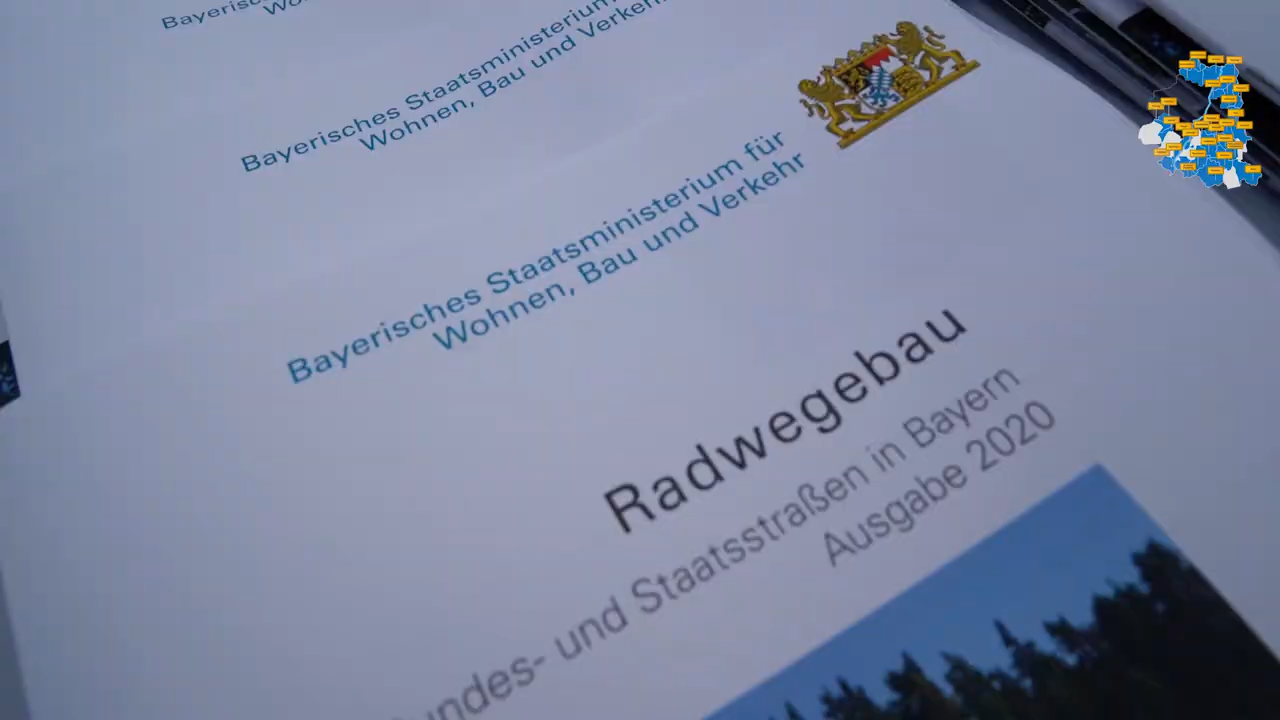 Bayerisches Staatsministerium
Wohnen, Bau und Verkehr
Bayerisches Staatsministerium für
Wohnen, Bau und Verkehr
Radwegebau
und Staatsstraßen in Bayern
Ausgabe 2020